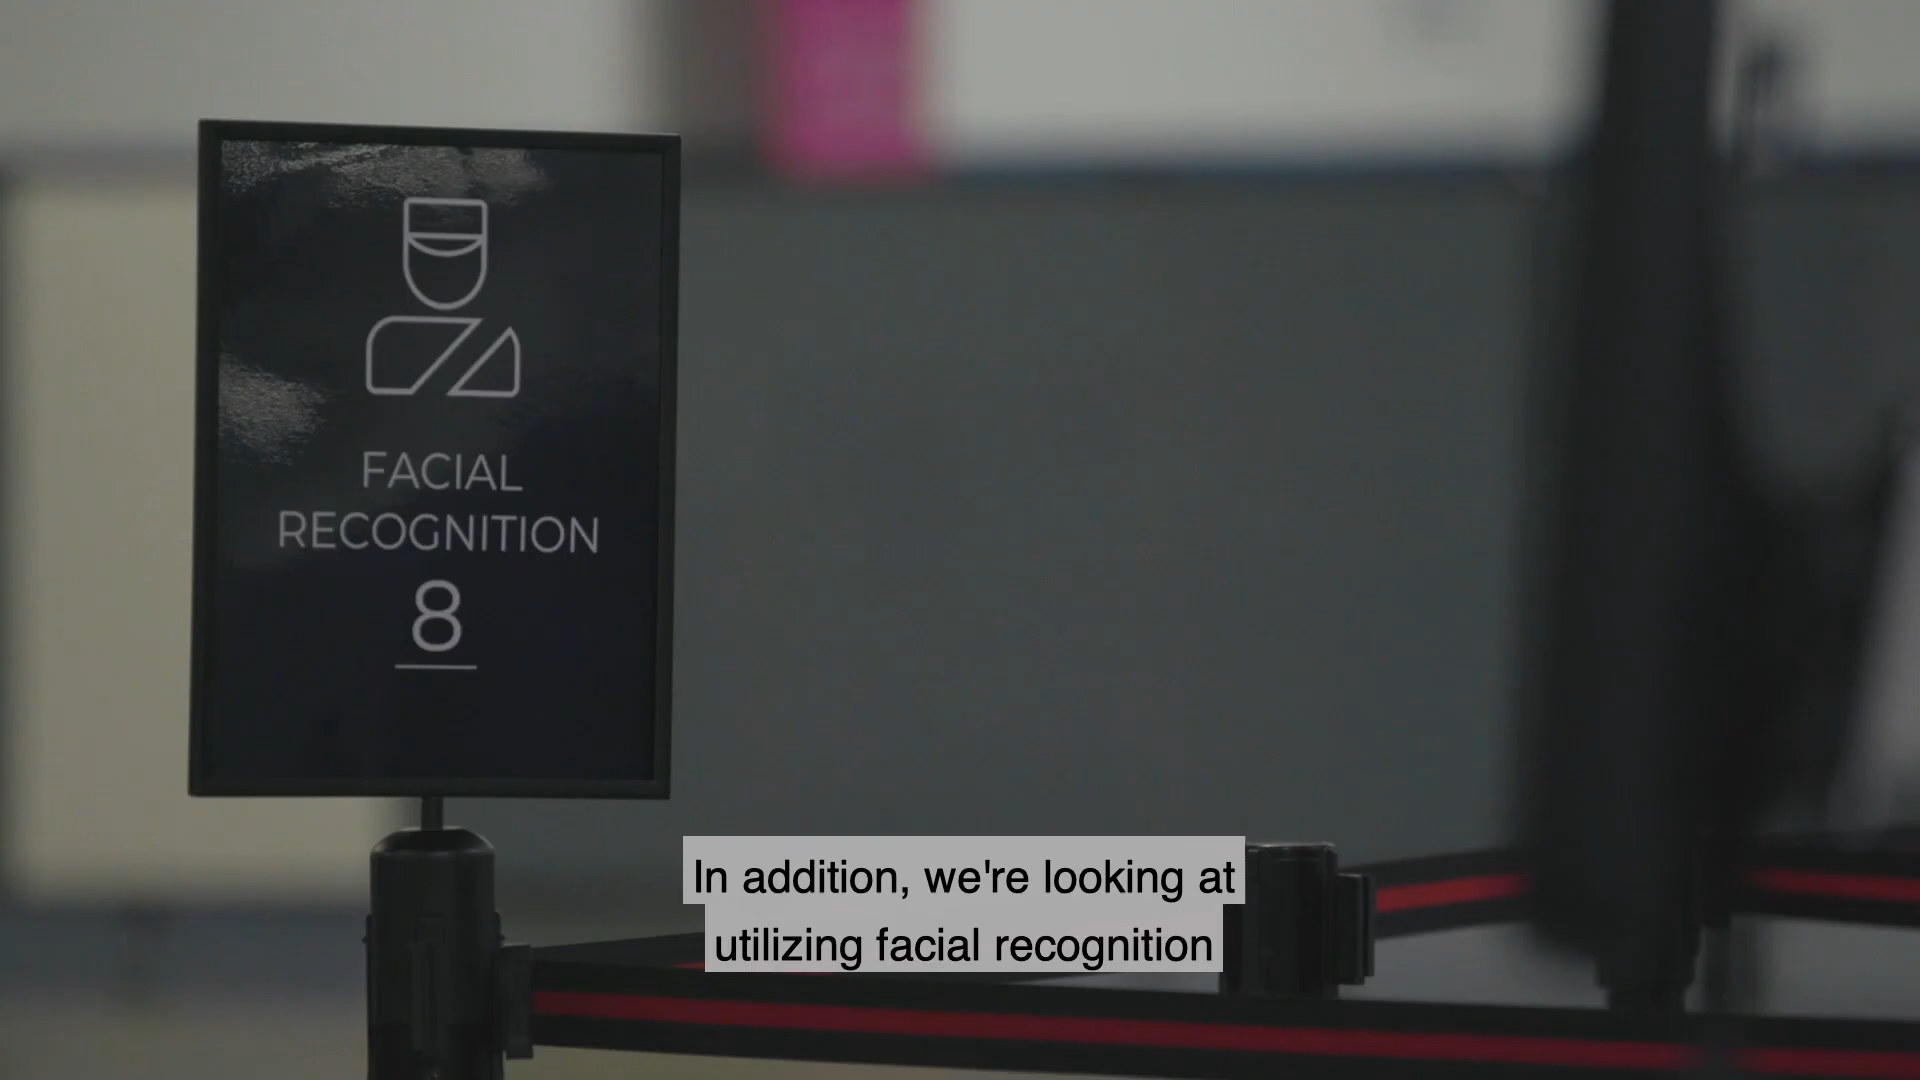 FACIAL
RECOGNITION
8
In addition, we're looking at
utilizing facial recognition